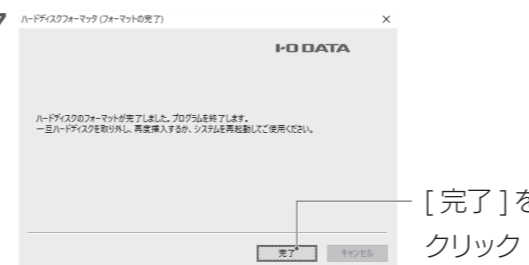 7
ハードディスクフォーマッタ (フォーマットの完了)
I-O DATA
ハードディスクのフォーマットが完了しました。プログラムを終了します。
一旦ハードディスクを取り外し、再度挿入するか、システムを再起動してご使用ください。
[ 完了 ] を
クリック
完了
キャンセル